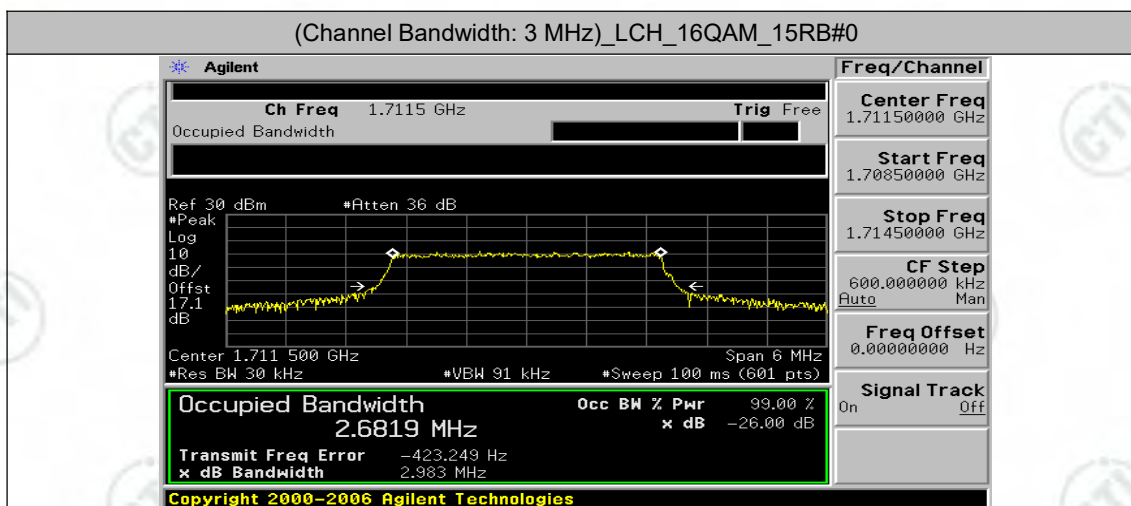 (Channel Bandwidth: 3 MHz)_LCH_16QAM_15RB#0
Agilent
Freq/Channel
Ch Freq 1.7115 GHz Trig Free
Occupied Bandwidth
Center Freq
1.71150000 GHz
Start Freq
1.70850000 GHz
Stop Freq
1.71450000 GHz
CF Step
600.000000 kHz
Auto Man
Freq Offset
0.00000000 Hz
Signal Track
On Off
Ref 30 dBm #Atten 36 dB
#Peak
Log
10
dB/
Offst
17.1
dB
Center 1.711 500 GHz Span 6 MHz
#Res BW 30 kHz #VBW 91 kHz #Sweep 100 ms (601 pts)
Occupied Bandwidth Occ BW % Pwr 99.00 %
2.6819 MHz x dB -26.00 dB
Transmit Freq Error -423.249 Hz
x dB Bandwidth 2.983 MHz
Copyright 2000-2006 Agilent Technologies